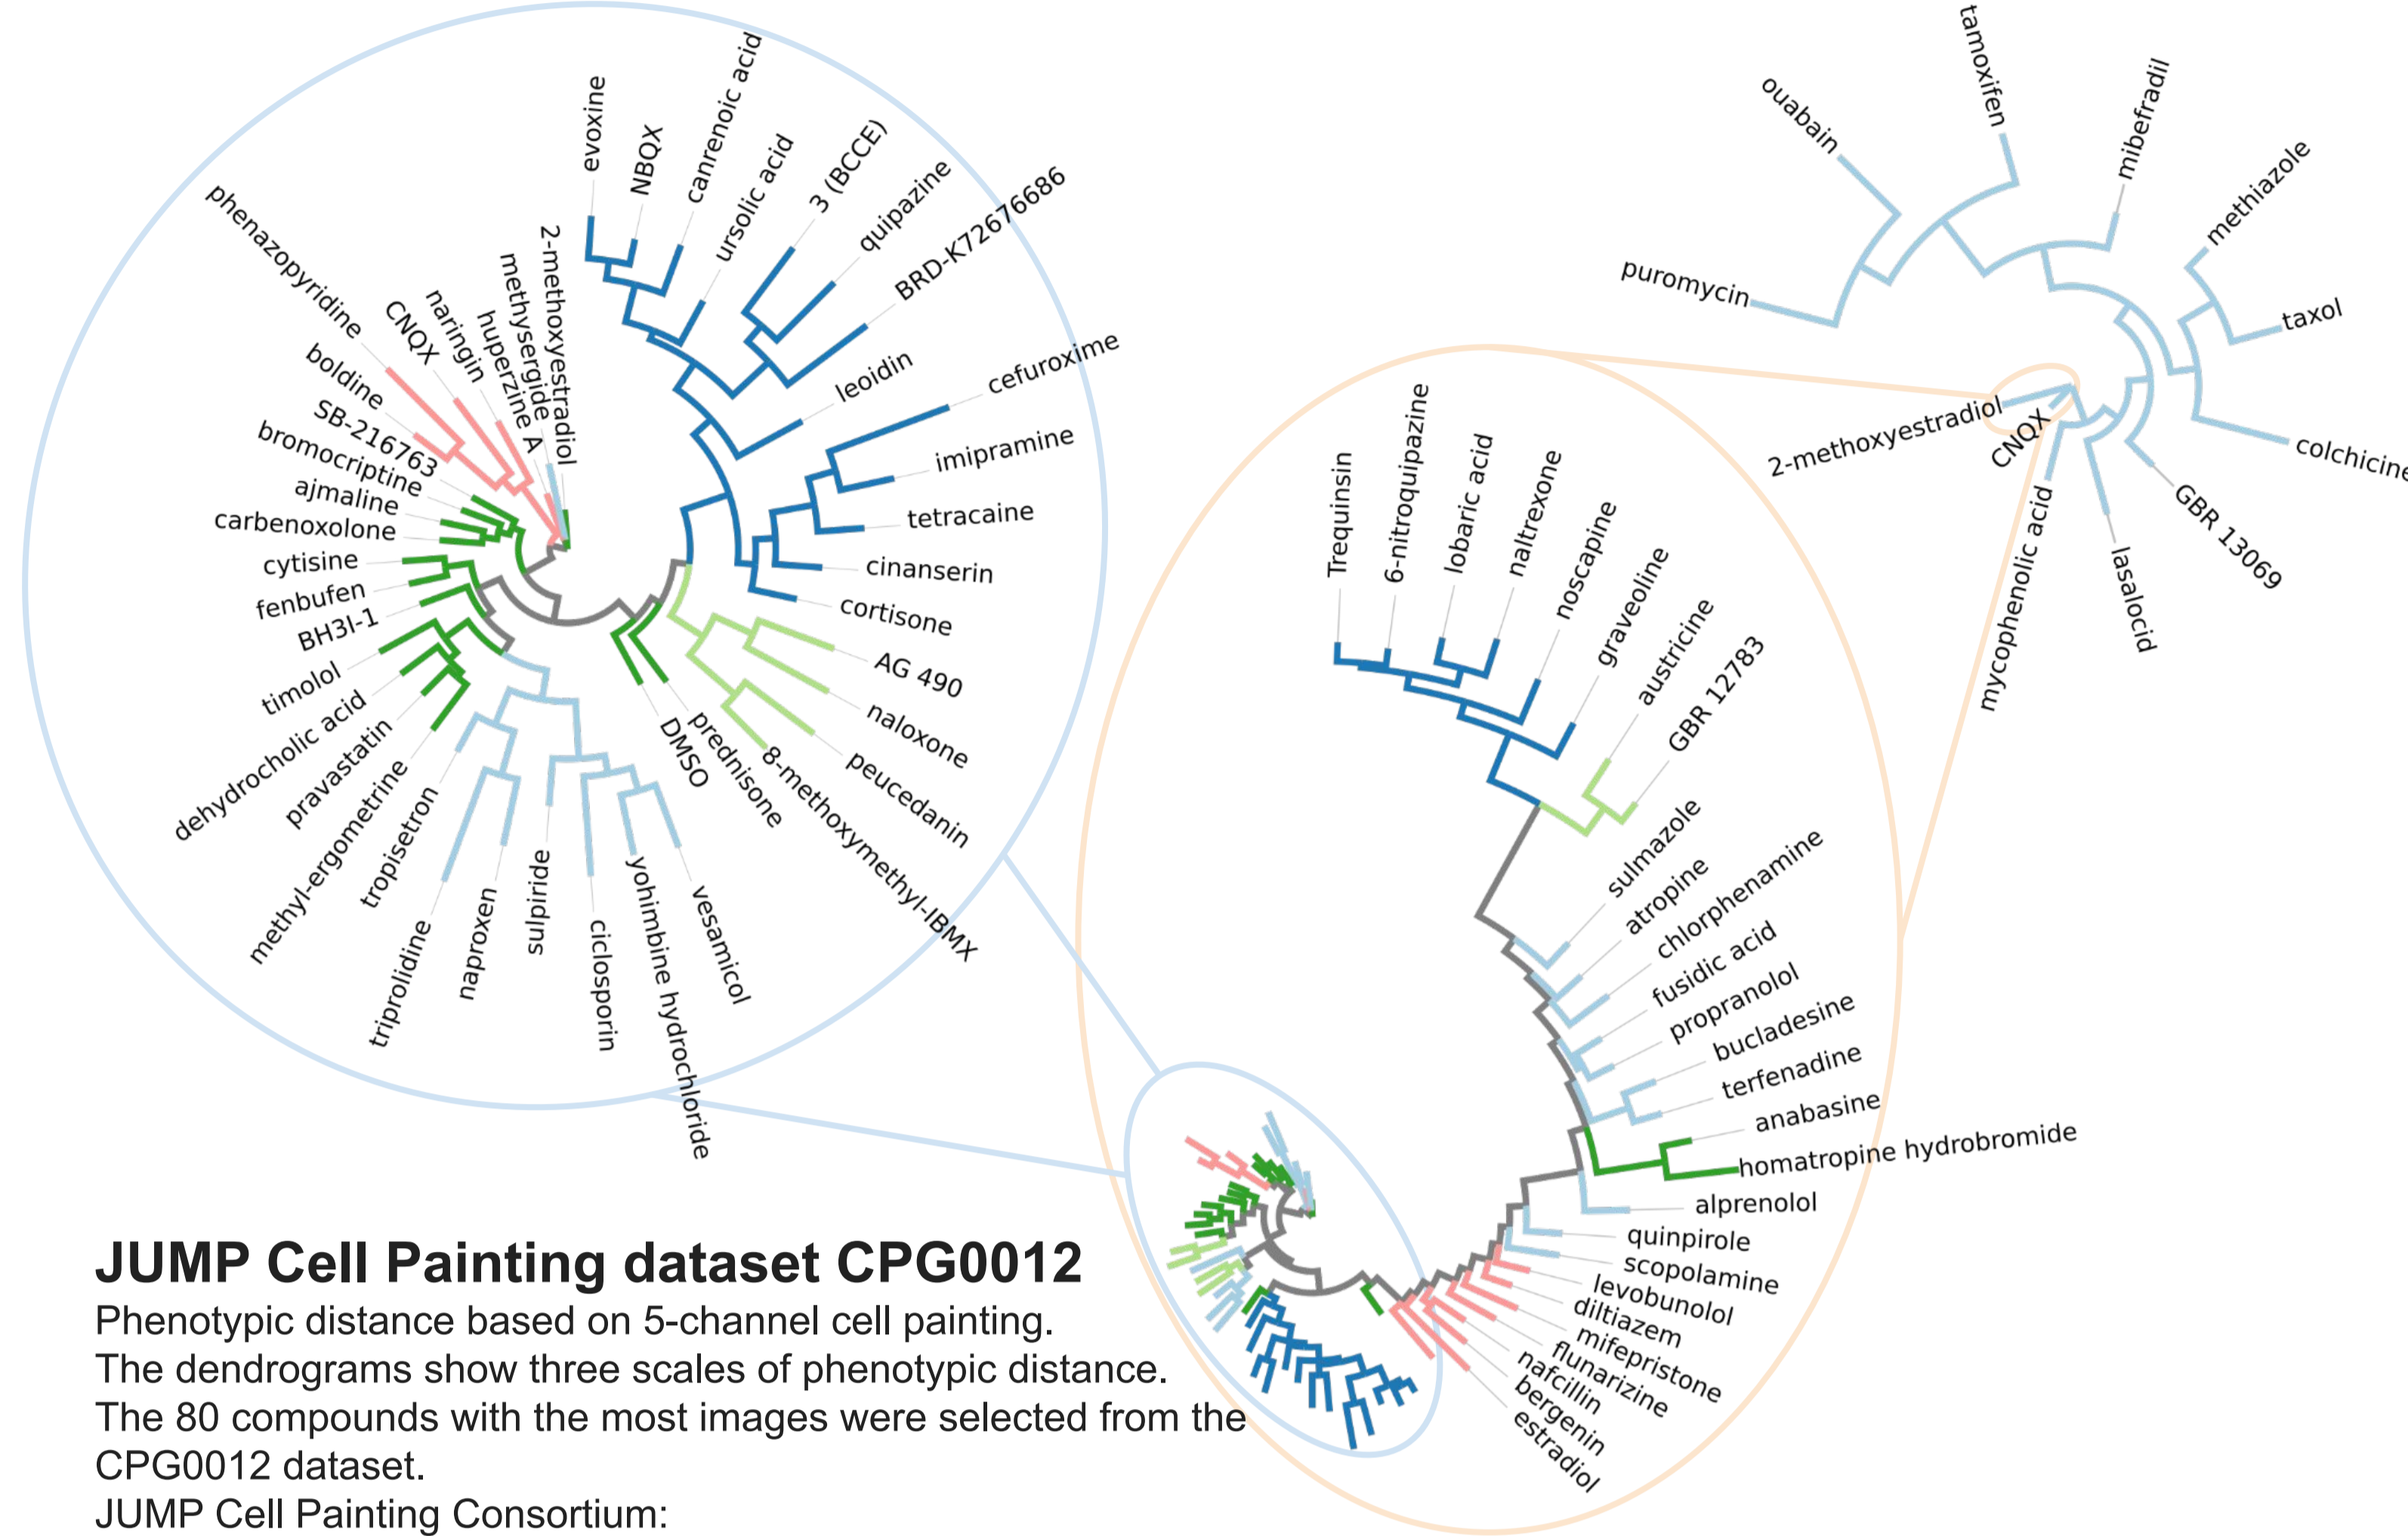 evoxine
NBQX
canrenoic acid
ursolic acid
3 (BCCE)
quipazine
BRD-K72676686
leoidin
cefuroxime
imipramine
tetracaine
cinanserin
cortisone
AG 490
naloxone
peucedanin
8-methoxymethyl-IBMX
prednisone
DMSO
vesamicol
yohimbine hydrochloride
ciclosporin
sulpiride
naproxen
triprolidine
tropisetron
methyl-ergometrine
pravastatin
dehydrocholic acid
timolol
BH3I-1
fenbufen
cytisine
carbenoxolone
ajmaline
bromocriptine
SB-216763
boldine
phenazopyridine
CNQX
naringin
huperzine A
methysergide
2-methoxyestradiol
puromycin
ouabain
tamoxifen
mibefradil
methiazole
taxol
colchicine
GBR 13069
lasalocid
mycophenolic acid
CNQX
2-methoxyestradiol
Trequinsin
6-nitroquipazine
lobaric acid
naltrexone
noscapine
graveoline
austricine
GBR 12783
sulmazole
atropine
chlorphenamine
fusidic acid
propranolol
bucladesine
terfenadine
anabasine
homatropine hydrobromide
alprenolol
quinpirole
scopolamine
levobunolol
diltiazem
mifepristone
flunarizine
nafcillin
bergenin
estradiol
JUMP Cell Painting dataset CPG0012
Phenotypic distance based on 5-channel cell painting.
The dendrograms show three scales of phenotypic distance.
The 80 compounds with the most images were selected from the
CPG0012 dataset.
JUMP Cell Painting Consortium: